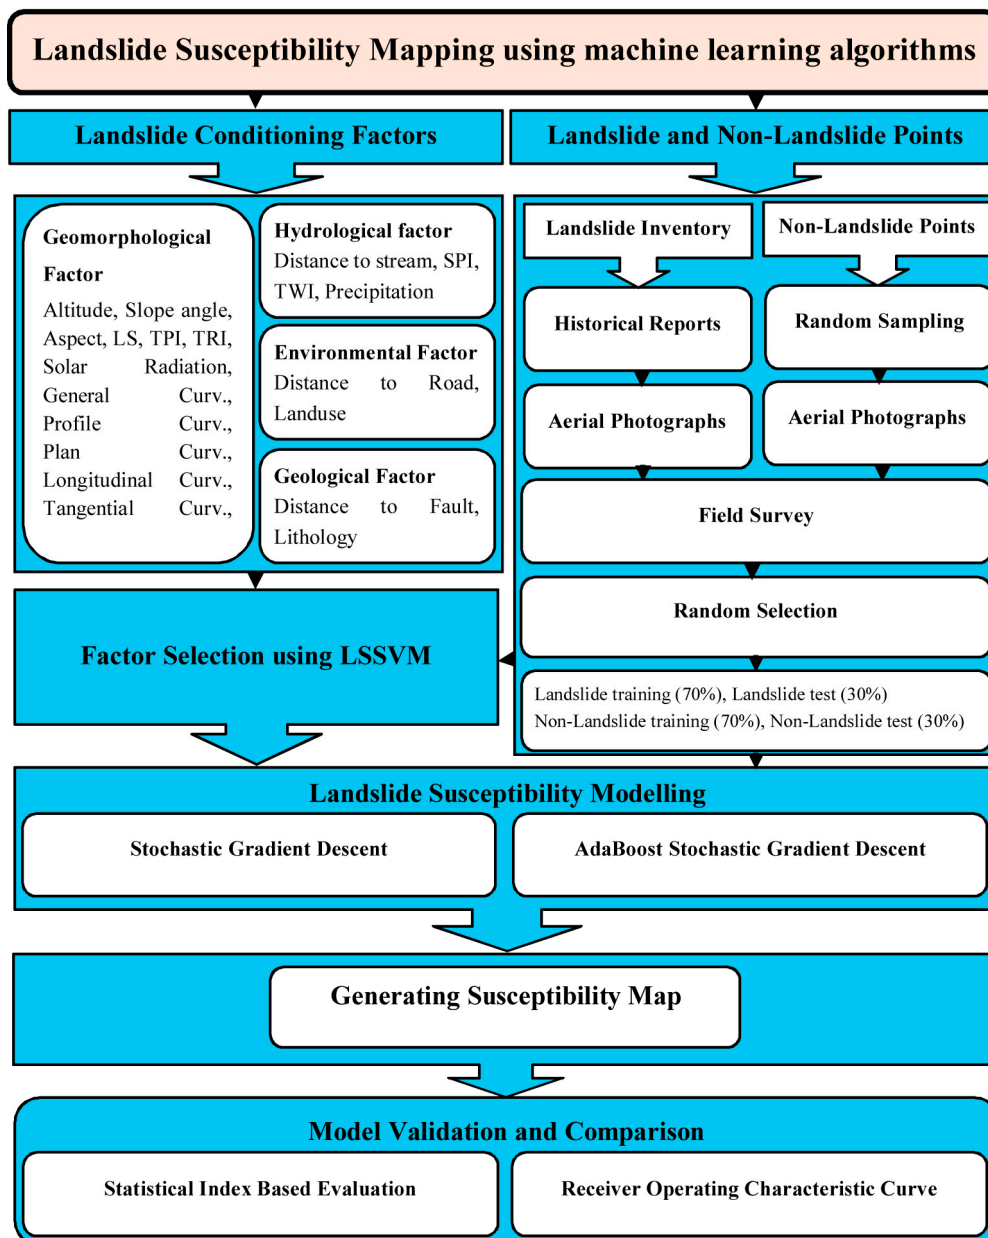 Landslide Susceptibility Mapping using machine learning algorithms
Landslide Conditioning Factors
Landslide and Non-Landslide Points
Geomorphological
Factor
Altitude, Slope angle,
Aspect, LS, TPI, TRI,
Solar Radiation,
General Curv.,
Profile Curv.,
Plan Curv.,
Longitudinal Curv.,
Tangential Curv.,
Hydrological factor
Distance to stream, SPI,
TWI, Precipitation
Environmental Factor
Distance to Road,
Landuse
Geological Factor
Distance to Fault,
Lithology
Landslide Inventory
Non-Landslide Points
Historical Reports
Random Sampling
Aerial Photographs
Aerial Photographs
Field Survey
Random Selection
Landslide training (70%), Landslide test (30%)
Non-Landslide training (70%), Non-Landslide test (30%)
Factor Selection using LSSVM
Landslide Susceptibility Modelling
Stochastic Gradient Descent
AdaBoost Stochastic Gradient Descent
Generating Susceptibility Map
Model Validation and Comparison
Statistical Index Based Evaluation
Receiver Operating Characteristic Curve